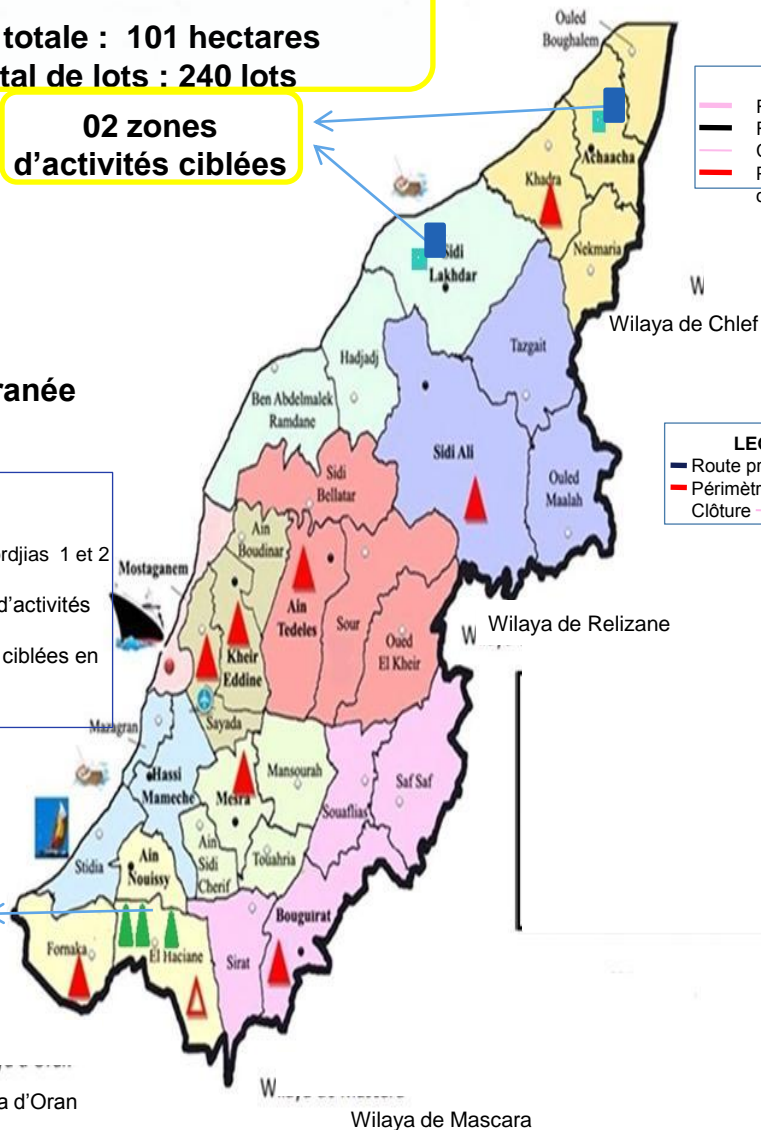 totale : 101 hectares
tal de lots : 240 lots
02 zones
d'activités ciblées
Ouled
Boughalem
Achaacha
Khadra
Nekmaria
Sidi
Lakhdar
Wilaya de Chlef
Tazgait
Hadjadj
ranée
Ben Abdelmalek
Ramdane
Sidi Ali
Ouled
Maalah
LEG
Route pr
Périmètr
Clôture
Sidi
Bellatar
Ain
Boudinar
ordjias 1 et 2
d'activités
ciblées en
Mostaganem
Ain
Tedeles
Sour
Oued
El Kheir
Wilaya de Relizane
Kheir
Eddine
Sayada
Mazagran
Hassi
Mameche
Mesra
Mansourah
Souaflias
Saf Saf
Stidia
Ain
Nouissy
Ain
Sidi
Cherif
Touahria
Bouguirat
Fornaka
El Haciane
Sirat
a d'Oran
Wilaya de Mascara